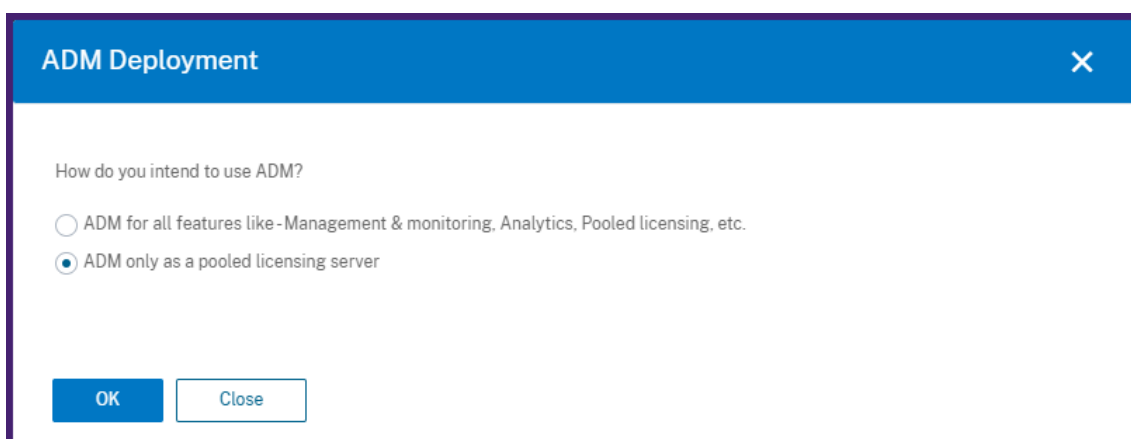 ADM Deployment
How do you intend to use ADM?
ADM for all features like - Management & monitoring, Analytics, Pooled licensing, etc.
ADM only as a pooled licensing server
OK
Close